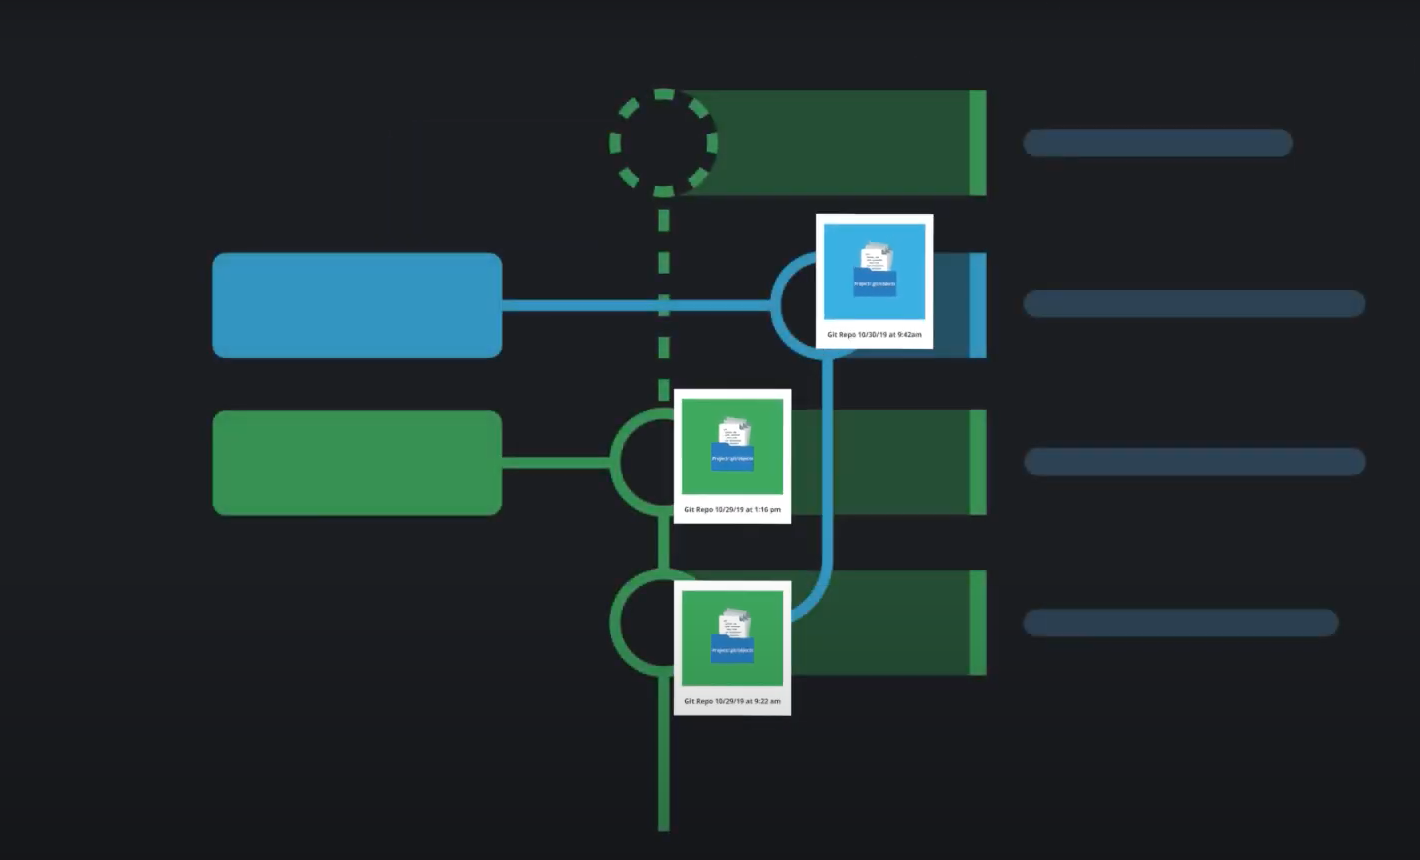 Git Repo 10/30/19 at 9:42am
Git Repo 10/29/19 at 1:16 pm
Git Repo 10/29/19 at 9:22 am